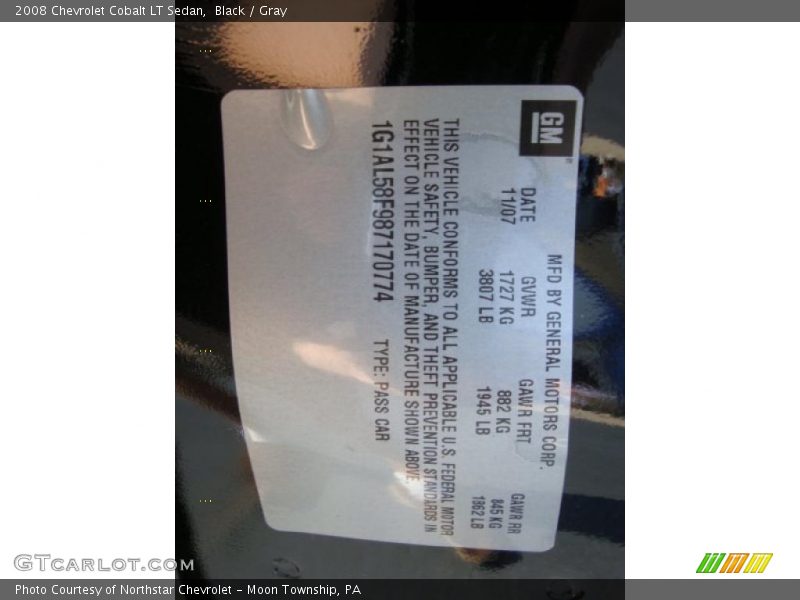 2008 Chevrolet Cobalt LT Sedan,  Black / Gray
GM
MFD BY GENERAL MOTORS CORP.
DATE GVWR GAWR FRT GAWR RR
11/07 1727 KG 882 KG 845 KG
3807 LB 1945 LB 1862 LB
THIS VEHICLE CONFORMS TO ALL APPLICABLE U.S. FEDERAL MOTOR
VEHICLE SAFETY, BUMPER, AND THEFT PREVENTION STANDARDS IN
EFFECT ON THE DATE OF MANUFACTURE SHOWN ABOVE.
1G1AL58F987170774 TYPE: PASS CAR
GTCarlot.com
Photo Courtesy of Northstar Chevrolet - Moon Township, PA